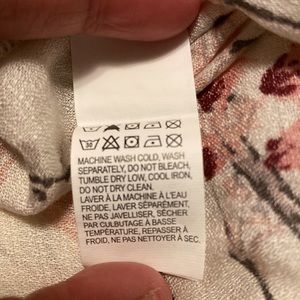 MACHINE WASH COLD, WASH
SEPARATELY, DO NOT BLEACH,
TUMBLE DRY LOW, COOL IRON,
DO NOT DRY CLEAN.
LAVER À LA MACHINE À L'EAU
FROIDE, LAVER SÉPARÉMENT,
NE PAS JAVELLISER, SÉCHER
PAR CULBUTAGE À BASSE
TEMPÉRATURE, REPASSER À
FROID, NE PAS NETTOYER À SEC.